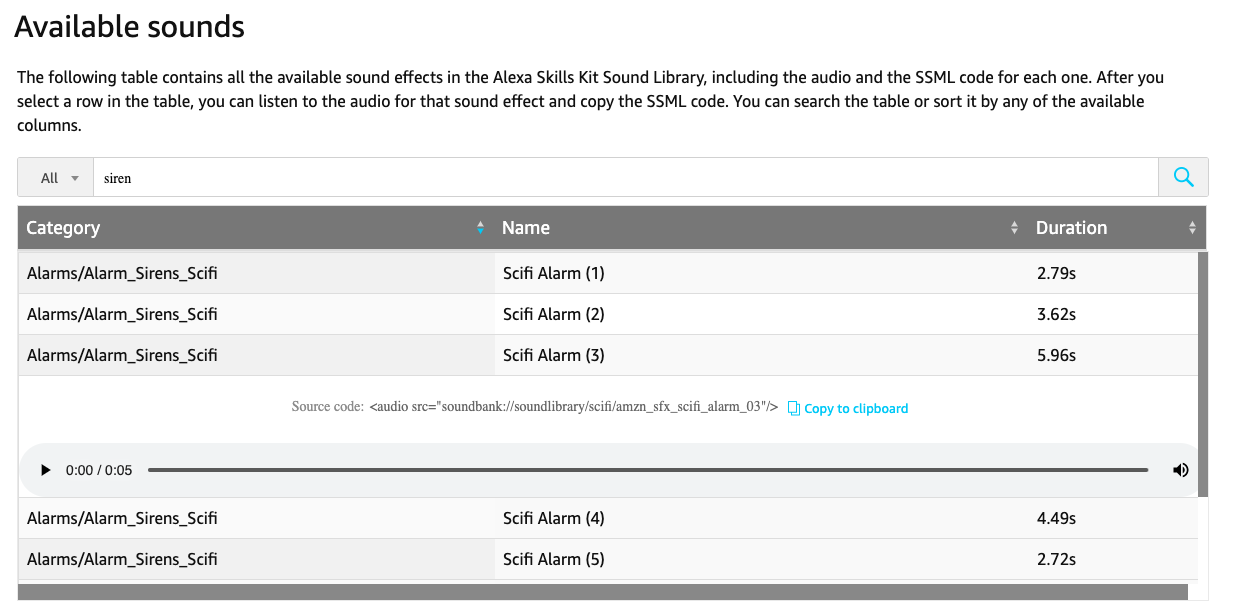 Available sounds
The following table contains all the available sound effects in the Alexa Skills Kit Sound Library, including the audio and the SSML code for each one. After you
select a row in the table, you can listen to the audio for that sound effect and copy the SSML code. You can search the table or sort it by any of the available
columns.
All siren
Category Name Duration
Alarms/Alarm_Sirens_Scifi Scifi Alarm (1) 2.79s
Alarms/Alarm_Sirens_Scifi Scifi Alarm (2) 3.62s
Alarms/Alarm_Sirens_Scifi Scifi Alarm (3) 5.96s
Source code: <audio src="soundbank://soundlibrary/scifi/amzn_sfx_scifi_alarm_03"/> Copy to clipboard
0:00 / 0:05
Alarms/Alarm_Sirens_Scifi Scifi Alarm (4) 4.49s
Alarms/Alarm_Sirens_Scifi Scifi Alarm (5) 2.72s